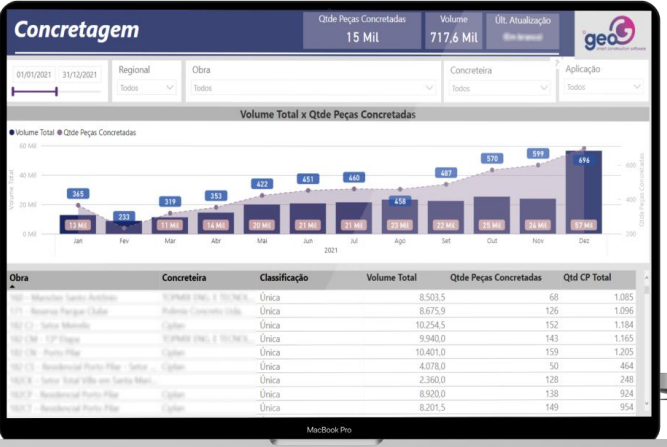 Concretagem
Qtde Peças Concretadas
15 Mil
Volume
717,6 Mil
Últ. Atualização
geo
01/01/2021 31/12/2021
Regional
Todos
Obra
Todos
Concreteira
Todos
Aplicação
Todos
Volume Total x Qtde Peças Concretadas
Volume Total Qtde Peças Concretadas
60 Mil
40 Mil
20 Mil
0 Mil
Volume Total
365 233 319 353 422 451 460 458 487 570 599 696
13 Mil 11 Mil 14 Mil 20 Mil 21 Mil 21 Mil 23 Mil 22 Mil 25 Mil 24 Mil 57 Mil
600
400
200
Qtde Peças Concretadas
Jan Fev Mar Abr Mai Jun Jul Ago Set Out Nov Dez
2021
Obra Concreteira Classificação Volume Total Qtde Peças Concretadas Qtd CP Total
Única 8.503,5 68 1.085
Única 8.675,9 126 1.096
Única 10.254,5 152 1.184
Única 9.940,0 143 1.165
Única 10.401,0 159 1.205
Única 4.078,0 50 464
Única 2.360,0 128 248
Única 8.920,0 138 924
Única 8.201,5 149 954
MacBook Pro